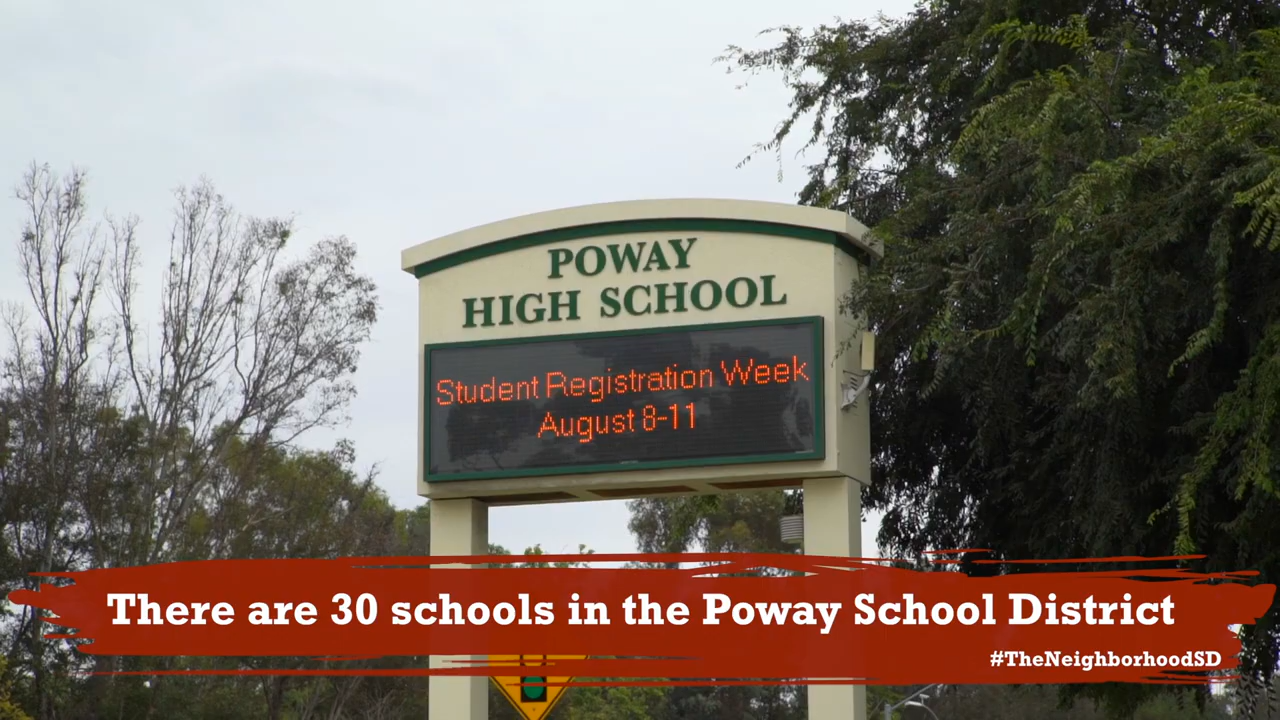 POWAY
HIGH SCHOOL
Student Registration Week
August 8-11
There are 30 schools in the Poway School District
#TheNeighborhoodSD